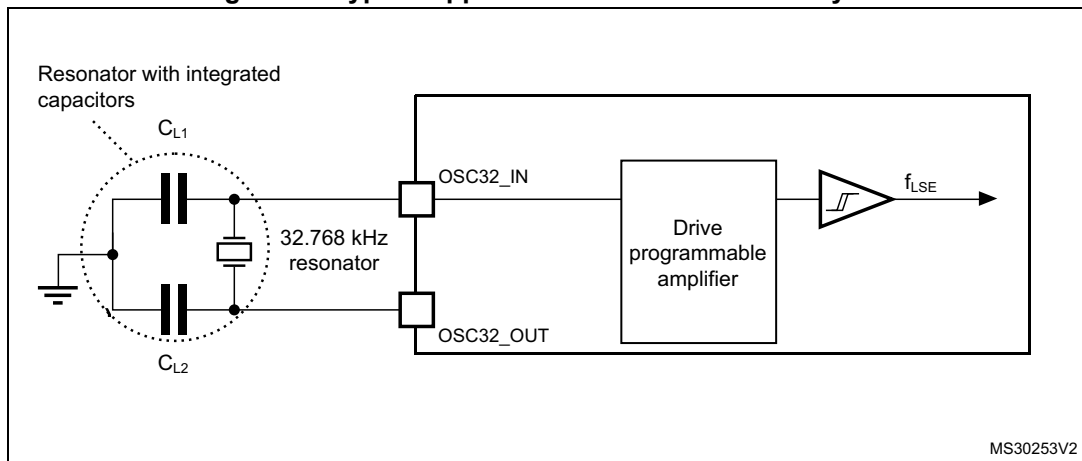 Resonator with integrated
capacitors
CL1
OSC32_IN
fLSE
32.768 kHz
resonator
Drive
programmable
amplifier
OSC32_OUT
CL2
MS30253V2